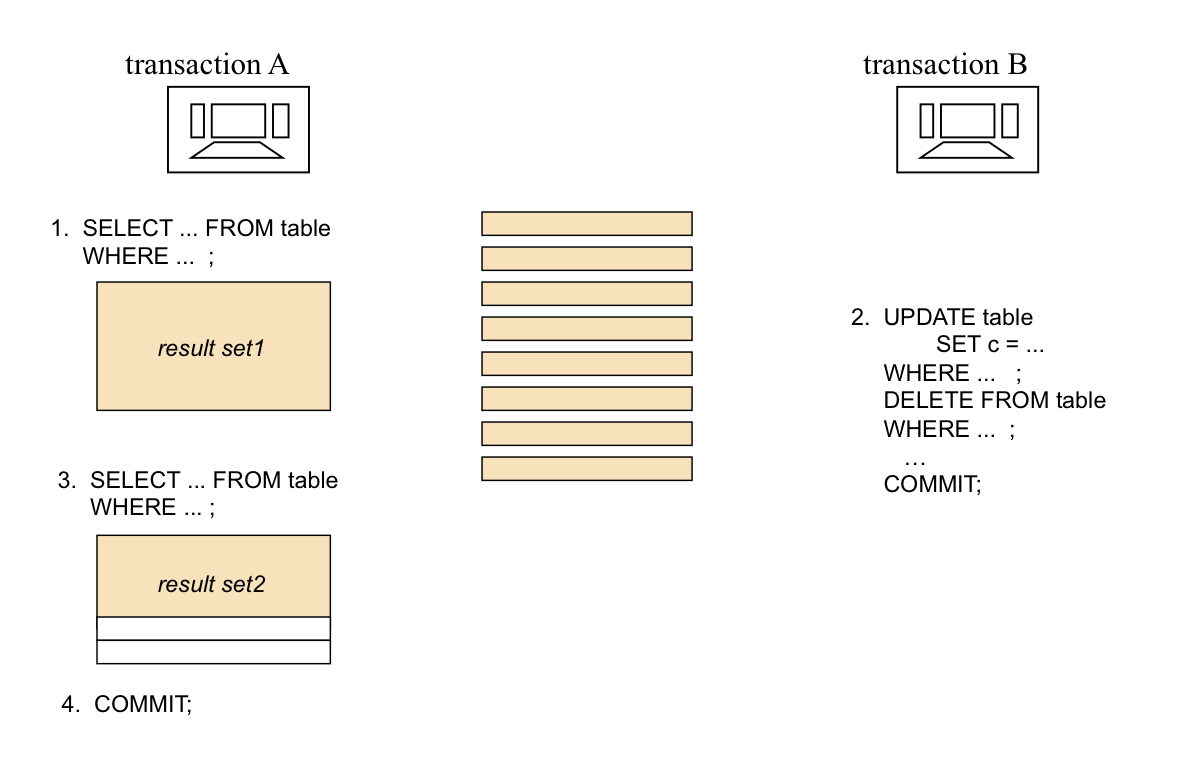 transaction A
transaction B
1. SELECT ... FROM table
WHERE ... ;
result set1
2. UPDATE table
SET c = ...
WHERE ... ;
DELETE FROM table
WHERE ... ;
...
COMMIT;
3. SELECT ... FROM table
WHERE ... ;
result set2
4. COMMIT;